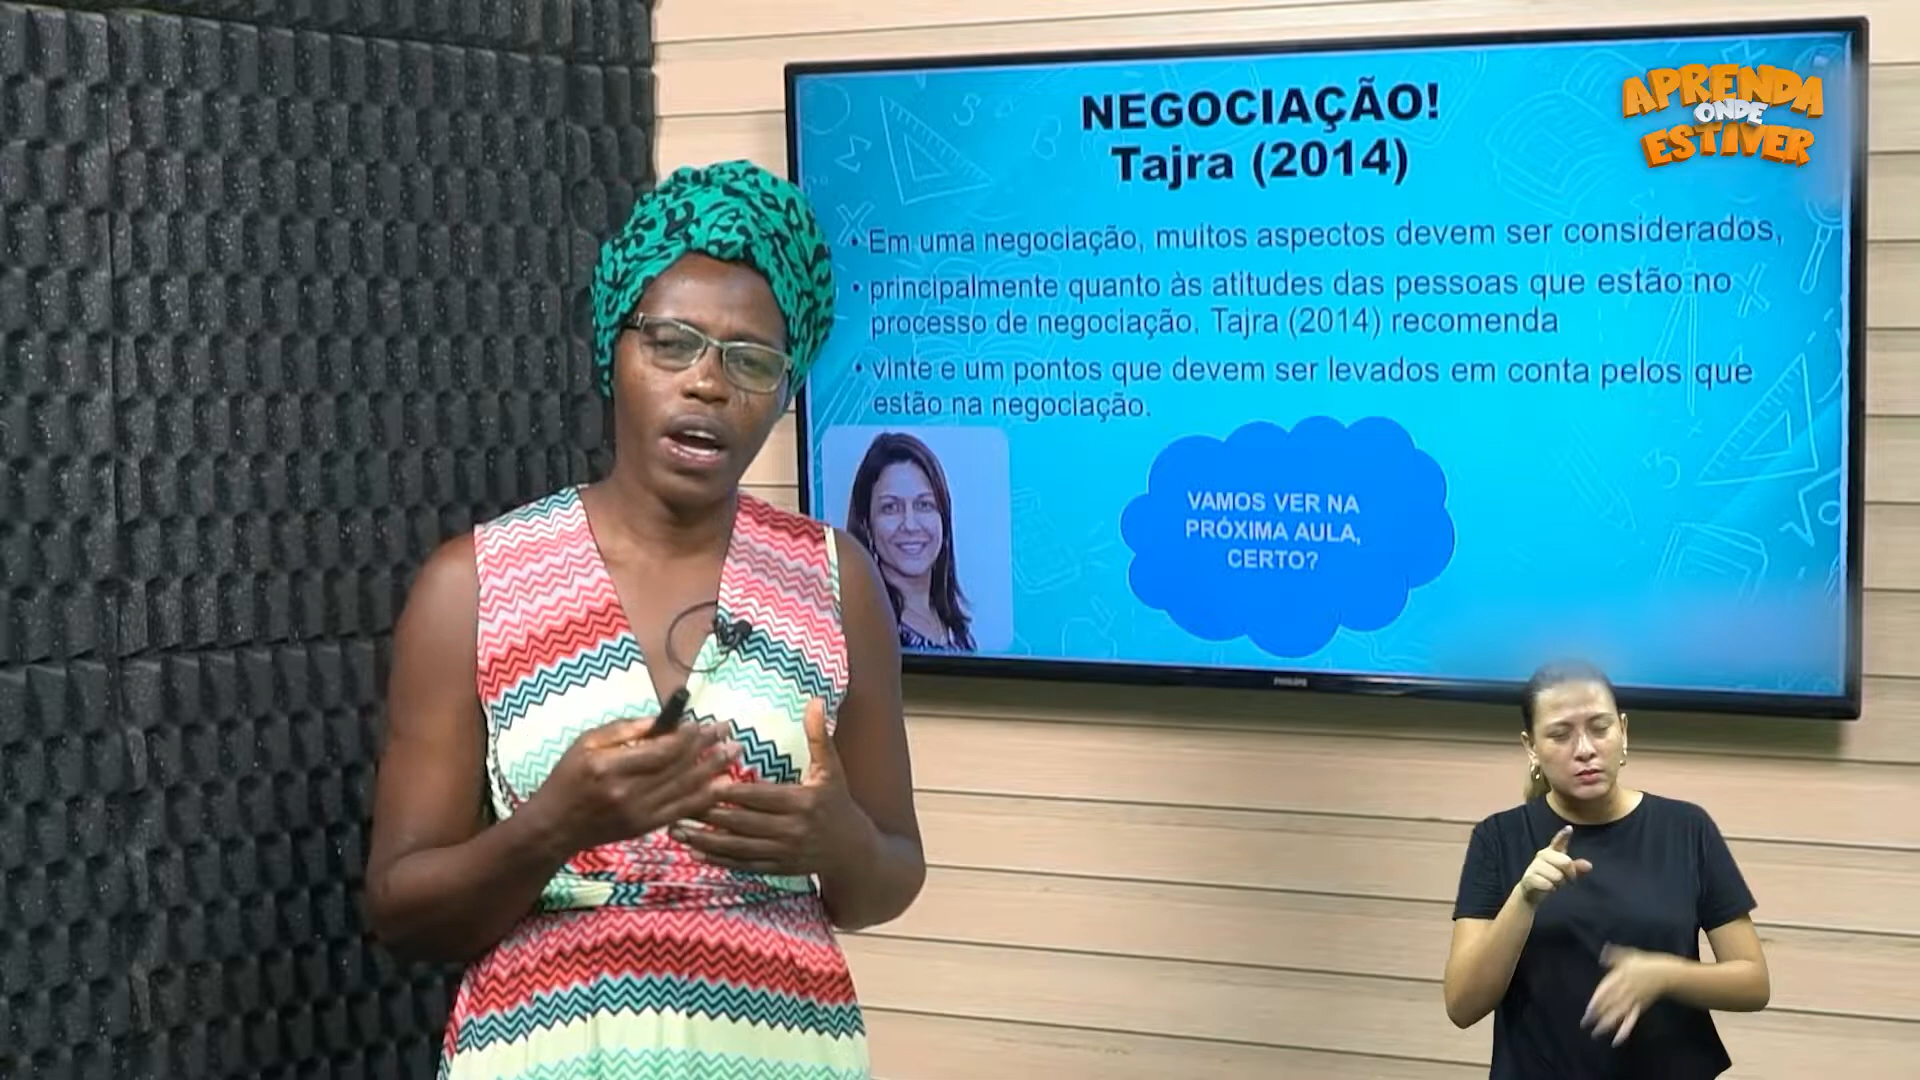 NEGOCIAÇÃO!
Tajra (2014)
APRENDA
ONDE
ESTIVER
• Em uma negociação, muitos aspectos devem ser considerados,
• principalmente quanto às atitudes das pessoas que estão no
processo de negociação. Tajra (2014) recomenda
• vinte e um pontos que devem ser levados em conta pelos que
estão na negociação.
VAMOS VER NA
PRÓXIMA AULA,
CERTO?
PHILIPS